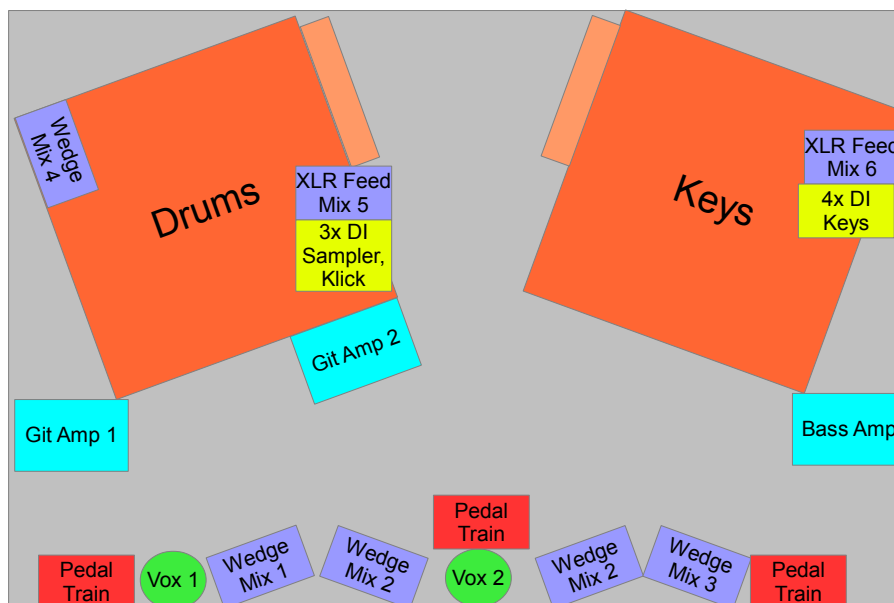 Wedge
Mix 4
Drums
XLR Feed
Mix 5
3x DI
Sampler,
Klick
Keys
XLR Feed
Mix 6
4x DI
Keys
Git Amp 2
Git Amp 1
Bass Amp
Pedal
Train
Vox 1
Wedge
Mix 1
Wedge
Mix 2
Pedal
Train
Vox 2
Wedge
Mix 2
Wedge
Mix 3
Pedal
Train